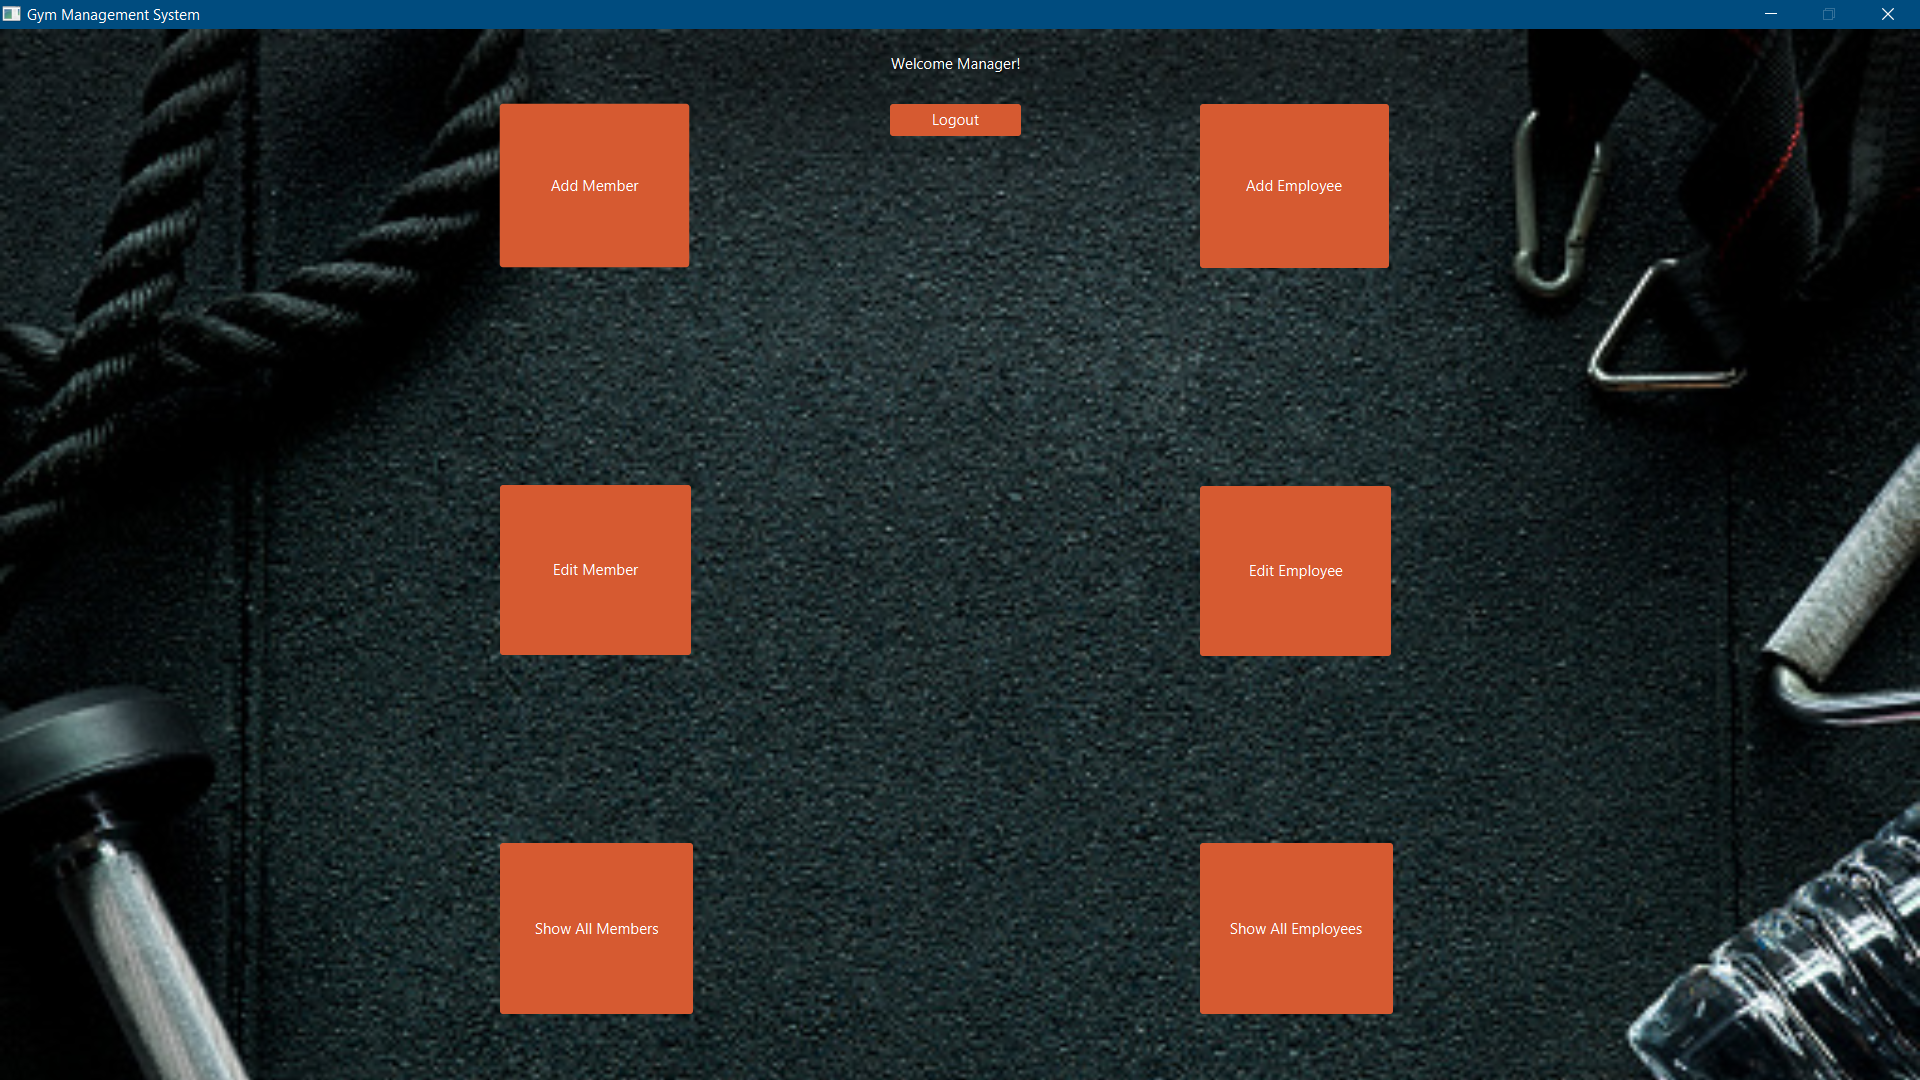 Gym Management System
Welcome Manager!
Add Member
Logout
Add Employee
Edit Member
Edit Employee
Show All Members
Show All Employees